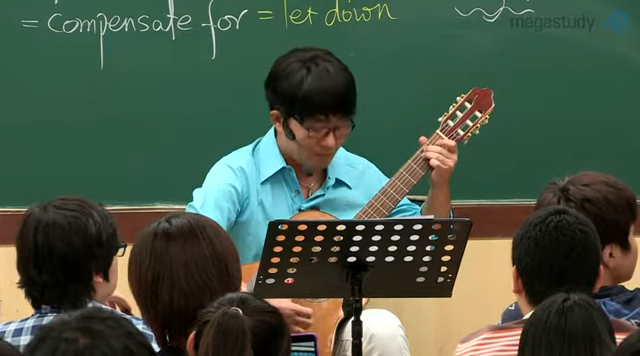 = compensate for = let down
megastudy